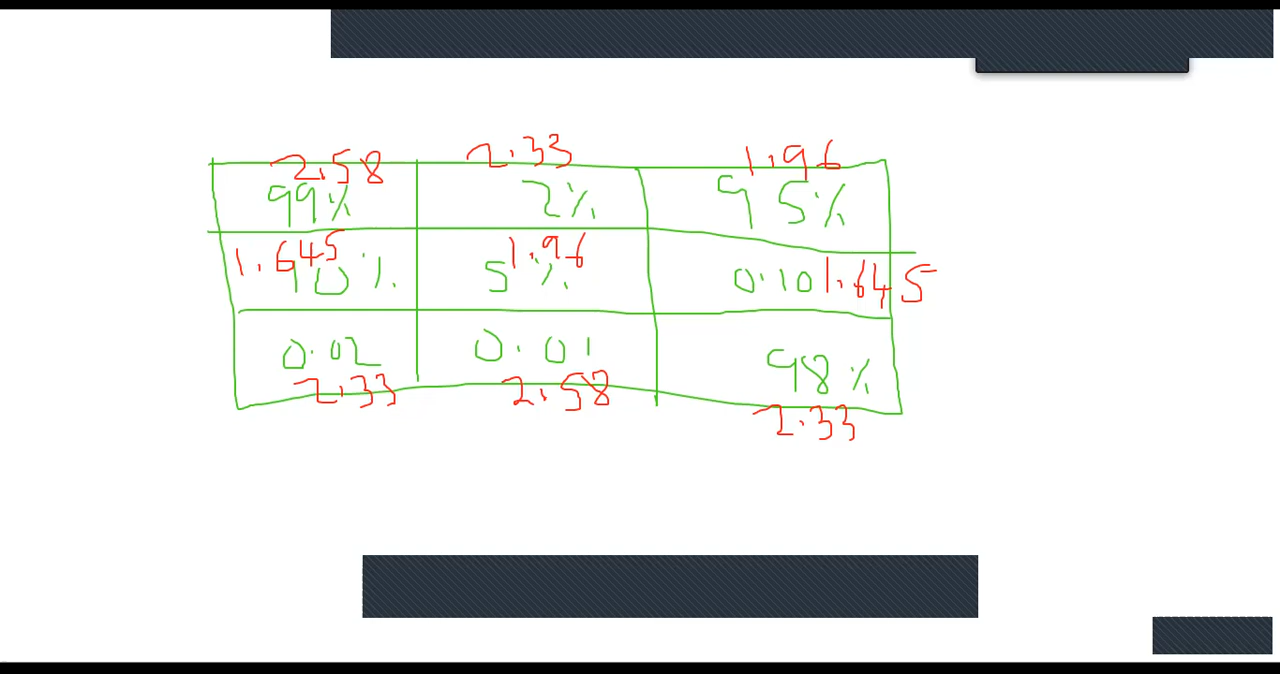 2.58 2.33 1.96
99% 2% 95%
1.645 1.96
90% 5% 0.10 1.645
0.02 0.01 98%
2.33 2.58 2.33